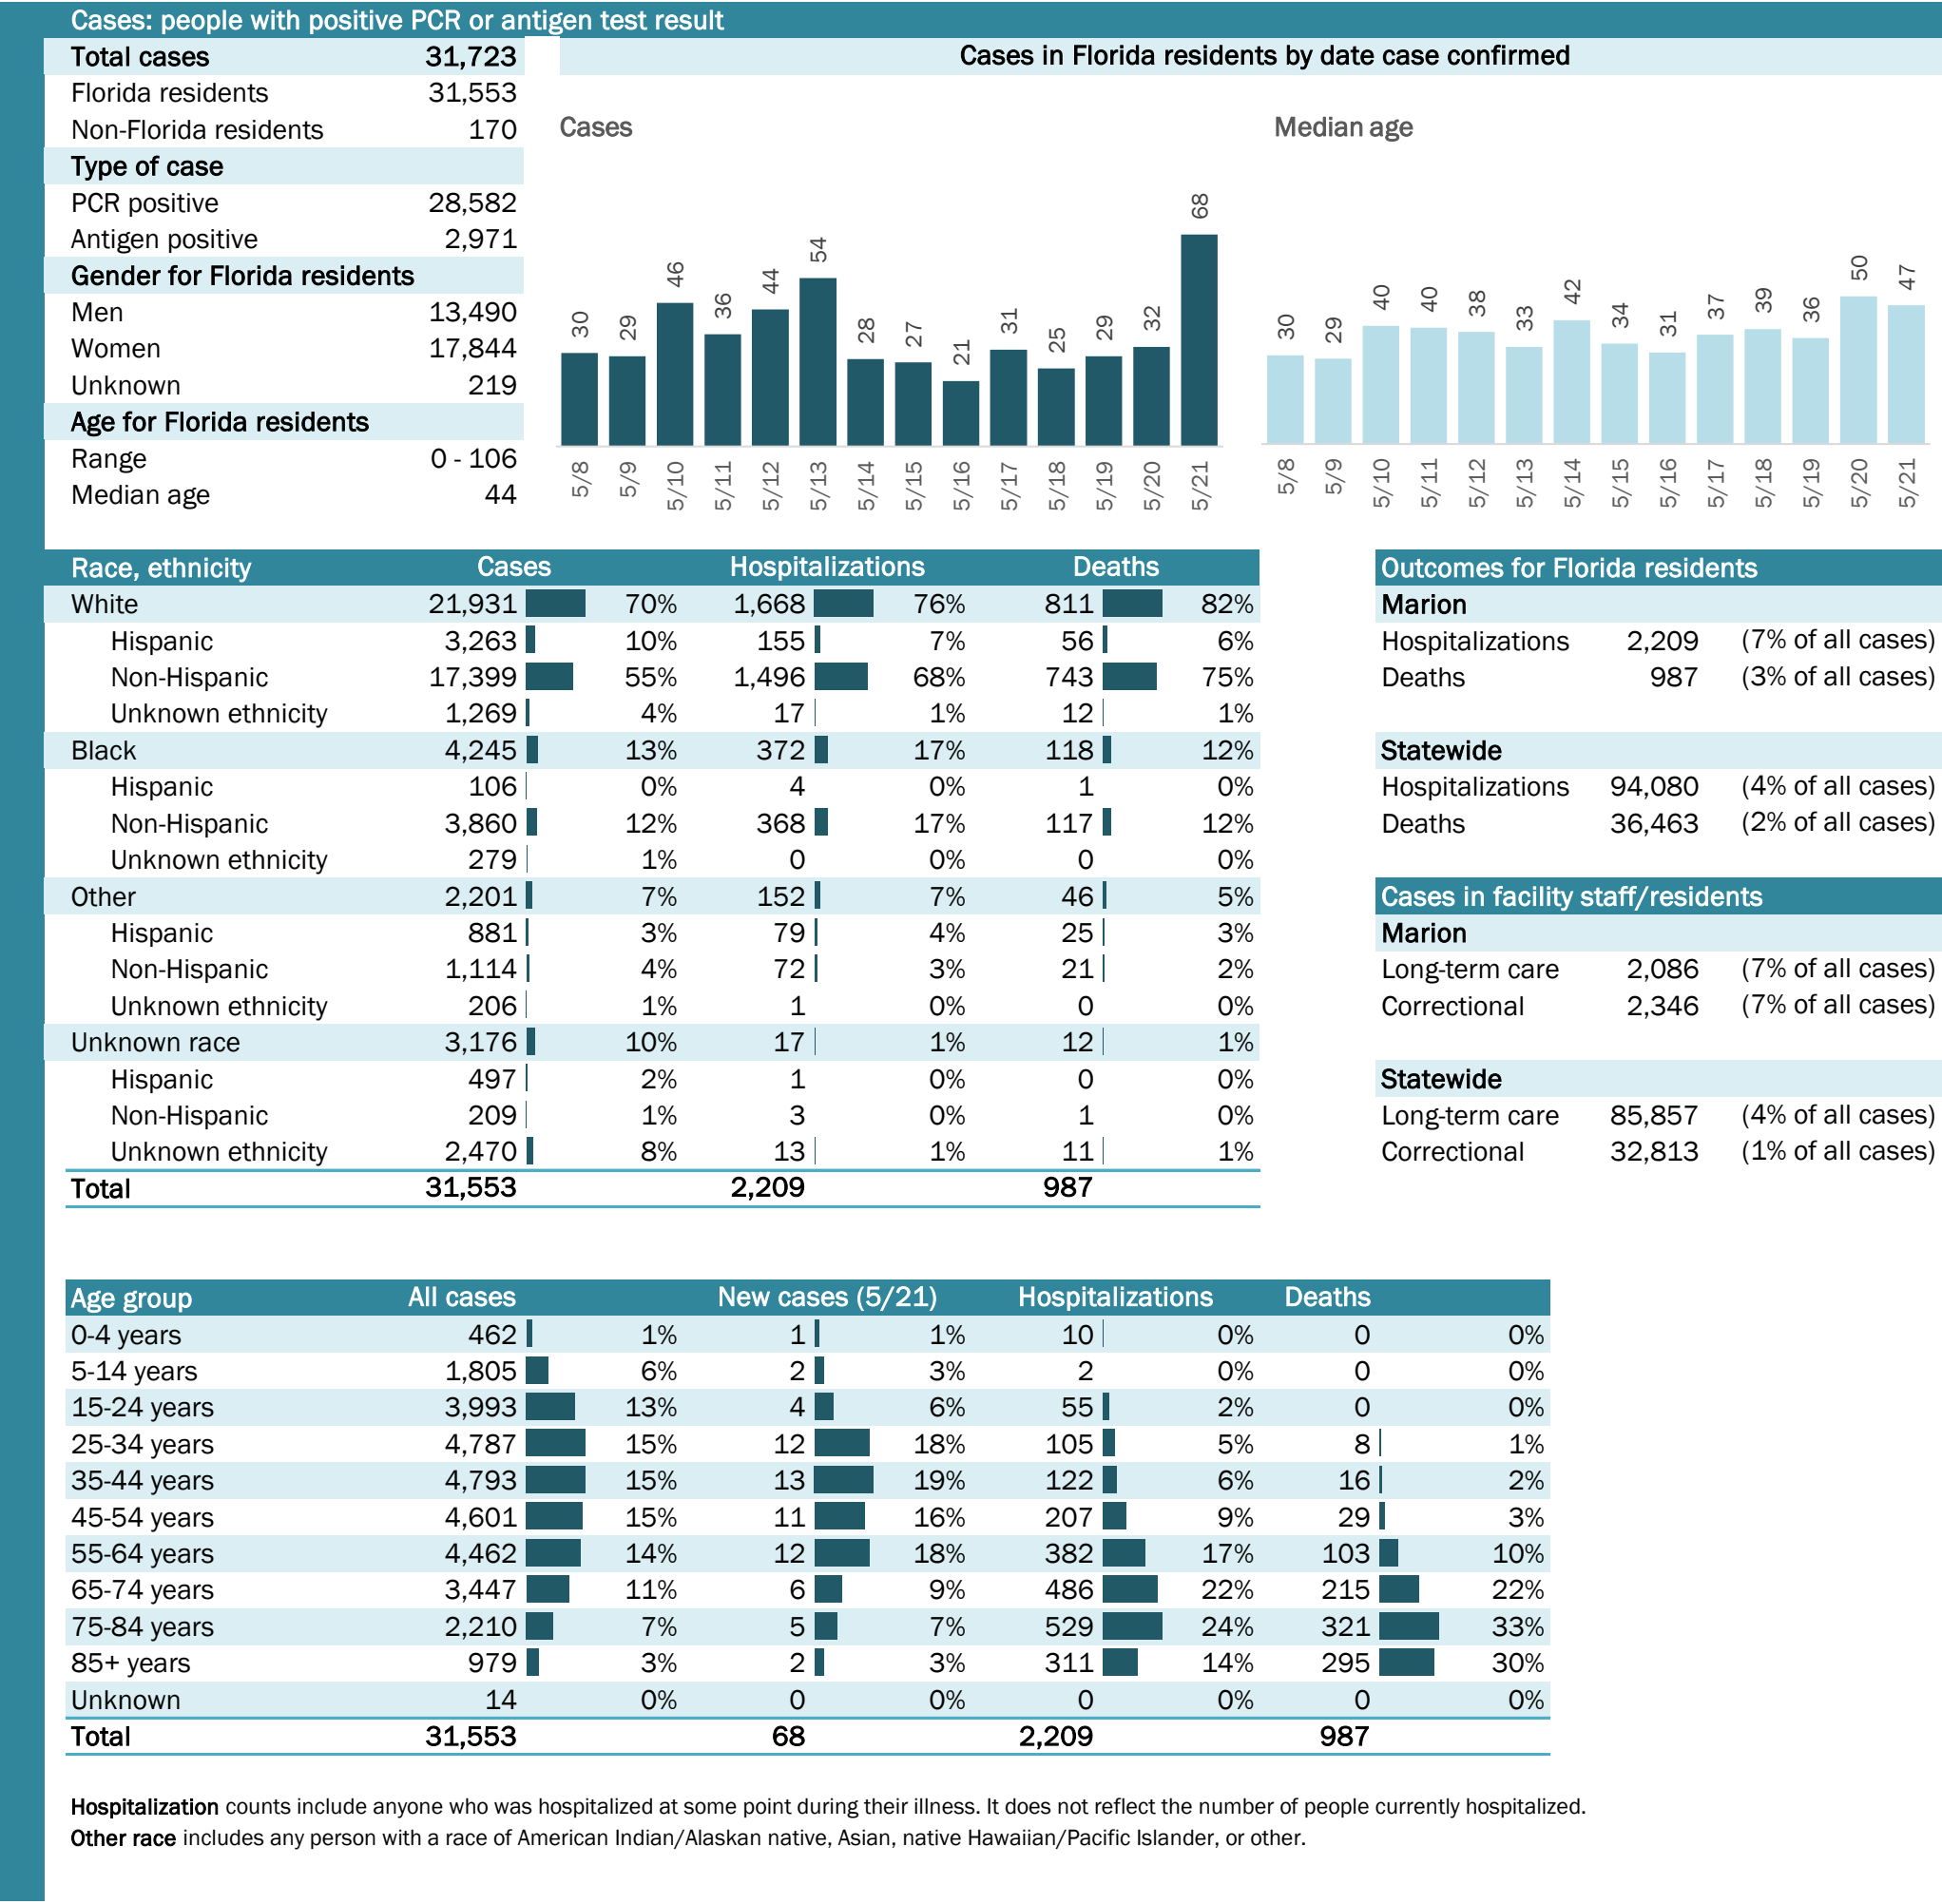 Cases: people with positive PCR or antigen test result
Total cases 31,723
Florida residents 31,553
Non-Florida residents 170
Type of case
PCR positive 28,582
Antigen positive 2,971
Gender for Florida residents
Men 13,490
Women 17,844
Unknown 219
Age for Florida residents
Range 0 - 106
Median age 44
Cases in Florida residents by date case confirmed
Cases
30 29 46 36 44 54 28 27 21 31 25 29 32 68
5/8 5/9 5/10 5/11 5/12 5/13 5/14 5/15 5/16 5/17 5/18 5/19 5/20 5/21
Median age
30 29 40 40 38 33 42 34 31 37 39 36 50 47
5/8 5/9 5/10 5/11 5/12 5/13 5/14 5/15 5/16 5/17 5/18 5/19 5/20 5/21
Race, ethnicity Cases Hospitalizations Deaths
White 21,931 70% 1,668 76% 811 82%
Hispanic 3,263 10% 155 7% 56 6%
Non-Hispanic 17,399 55% 1,496 68% 743 75%
Unknown ethnicity 1,269 4% 17 1% 12 1%
Black 4,245 13% 372 17% 118 12%
Hispanic 106 0% 4 0% 1 0%
Non-Hispanic 3,860 12% 368 17% 117 12%
Unknown ethnicity 279 1% 0 0% 0 0%
Other 2,201 7% 152 7% 46 5%
Hispanic 881 3% 79 4% 25 3%
Non-Hispanic 1,114 4% 72 3% 21 2%
Unknown ethnicity 206 1% 1 0% 0 0%
Unknown race 3,176 10% 17 1% 12 1%
Hispanic 497 2% 1 0% 0 0%
Non-Hispanic 209 1% 3 0% 1 0%
Unknown ethnicity 2,470 8% 13 1% 11 1%
Total 31,553 2,209 987
Outcomes for Florida residents
Marion
Hospitalizations 2,209 (7% of all cases)
Deaths 987 (3% of all cases)
Statewide
Hospitalizations 94,080 (4% of all cases)
Deaths 36,463 (2% of all cases)
Cases in facility staff/residents
Marion
Long-term care 2,086 (7% of all cases)
Correctional 2,346 (7% of all cases)
Statewide
Long-term care 85,857 (4% of all cases)
Correctional 32,813 (1% of all cases)
Age group All cases New cases (5/21) Hospitalizations Deaths
0-4 years 462 1% 1 1% 10 0% 0 0%
5-14 years 1,805 6% 2 3% 2 0% 0 0%
15-24 years 3,993 13% 4 6% 55 2% 0 0%
25-34 years 4,787 15% 12 18% 105 5% 8 1%
35-44 years 4,793 15% 13 19% 122 6% 16 2%
45-54 years 4,601 15% 11 16% 207 9% 29 3%
55-64 years 4,462 14% 12 18% 382 17% 103 10%
65-74 years 3,447 11% 6 9% 486 22% 215 22%
75-84 years 2,210 7% 5 7% 529 24% 321 33%
85+ years 979 3% 2 3% 311 14% 295 30%
Unknown 14 0% 0 0% 0 0% 0 0%
Total 31,553 68 2,209 987
Hospitalization counts include anyone who was hospitalized at some point during their illness. It does not reflect the number of people currently hospitalized.
Other race includes any person with a race of American Indian/Alaskan native, Asian, native Hawaiian/Pacific Islander, or other.